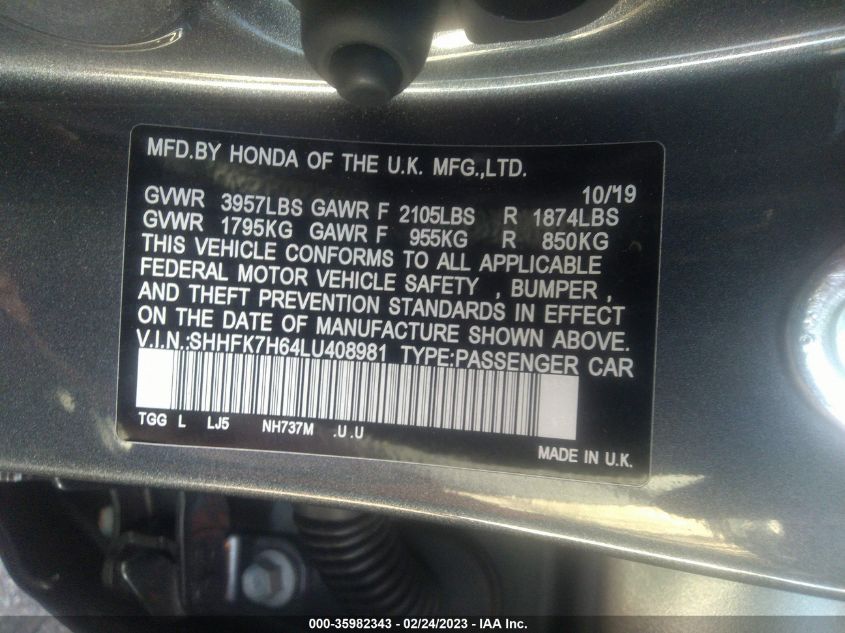 MFD.BY HONDA OF THE U.K. MFG.,LTD.
10/'19
GVWR 3957LBS GAWR F 2105LBS R 1874LBS
GVWR 1795KG GAWR F 955KG R 850KG
THIS VEHICLE CONFORMS TO ALL APPLICABLE
FEDERAL MOTOR VEHICLE SAFETY , BUMPER ,
AND THEFT PREVENTION STANDARDS IN EFFECT
ON THE DATE OF MANUFACTURE SHOWN ABOVE.
V.I.N.:SHHFK7H64LU408981 TYPE:PASSENGER CAR
TGG L LJ5 NH737M .U .U
MADE IN U.K.
000-35982343 - 02/24/2023 - IAA Inc.